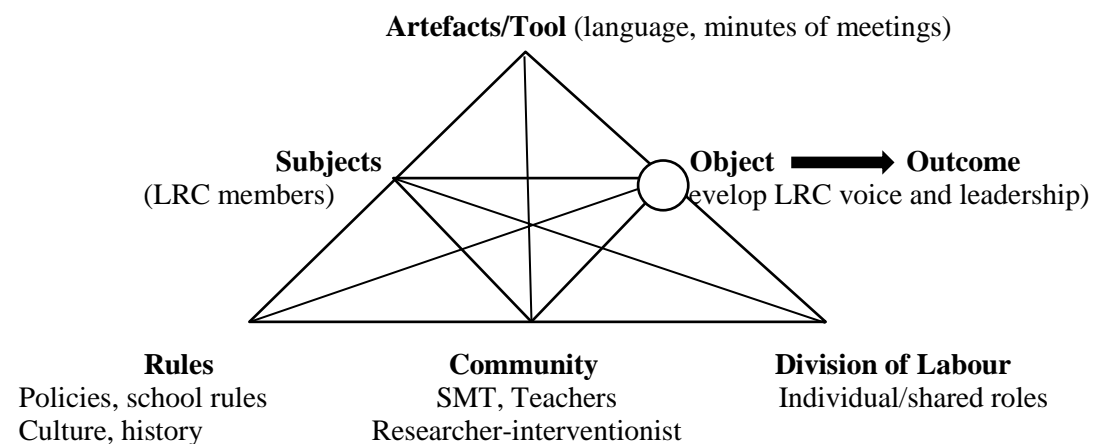 Artefacts/Tool (language, minutes of meetings)
Subjects
(LRC members)
Object
Outcome
evelop LRC voice and leadership)
Rules
Policies, school rules
Culture, history
Community
SMT, Teachers
Researcher-interventionist
Division of Labour
Individual/shared roles